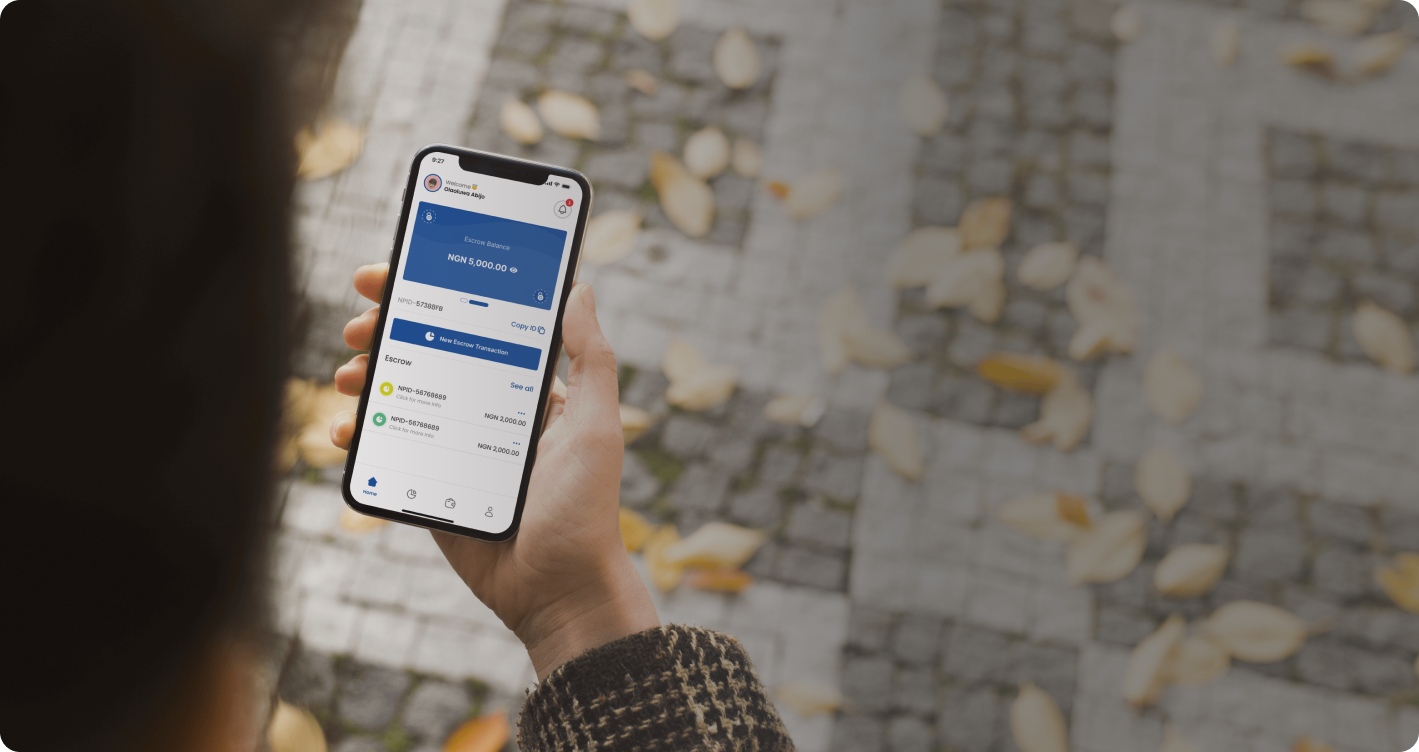 9:27
welcome
Olaoluwa Abijo
Escrow Balance
NGN 5,000.00
NPID-57388FB
Copy ID
New Escrow Transaction
Escrow
See all
NPID-56768689
Click for more info
NGN 2,000.00
NPID-56768689
Click for more info
NGN 2,000.00
Home